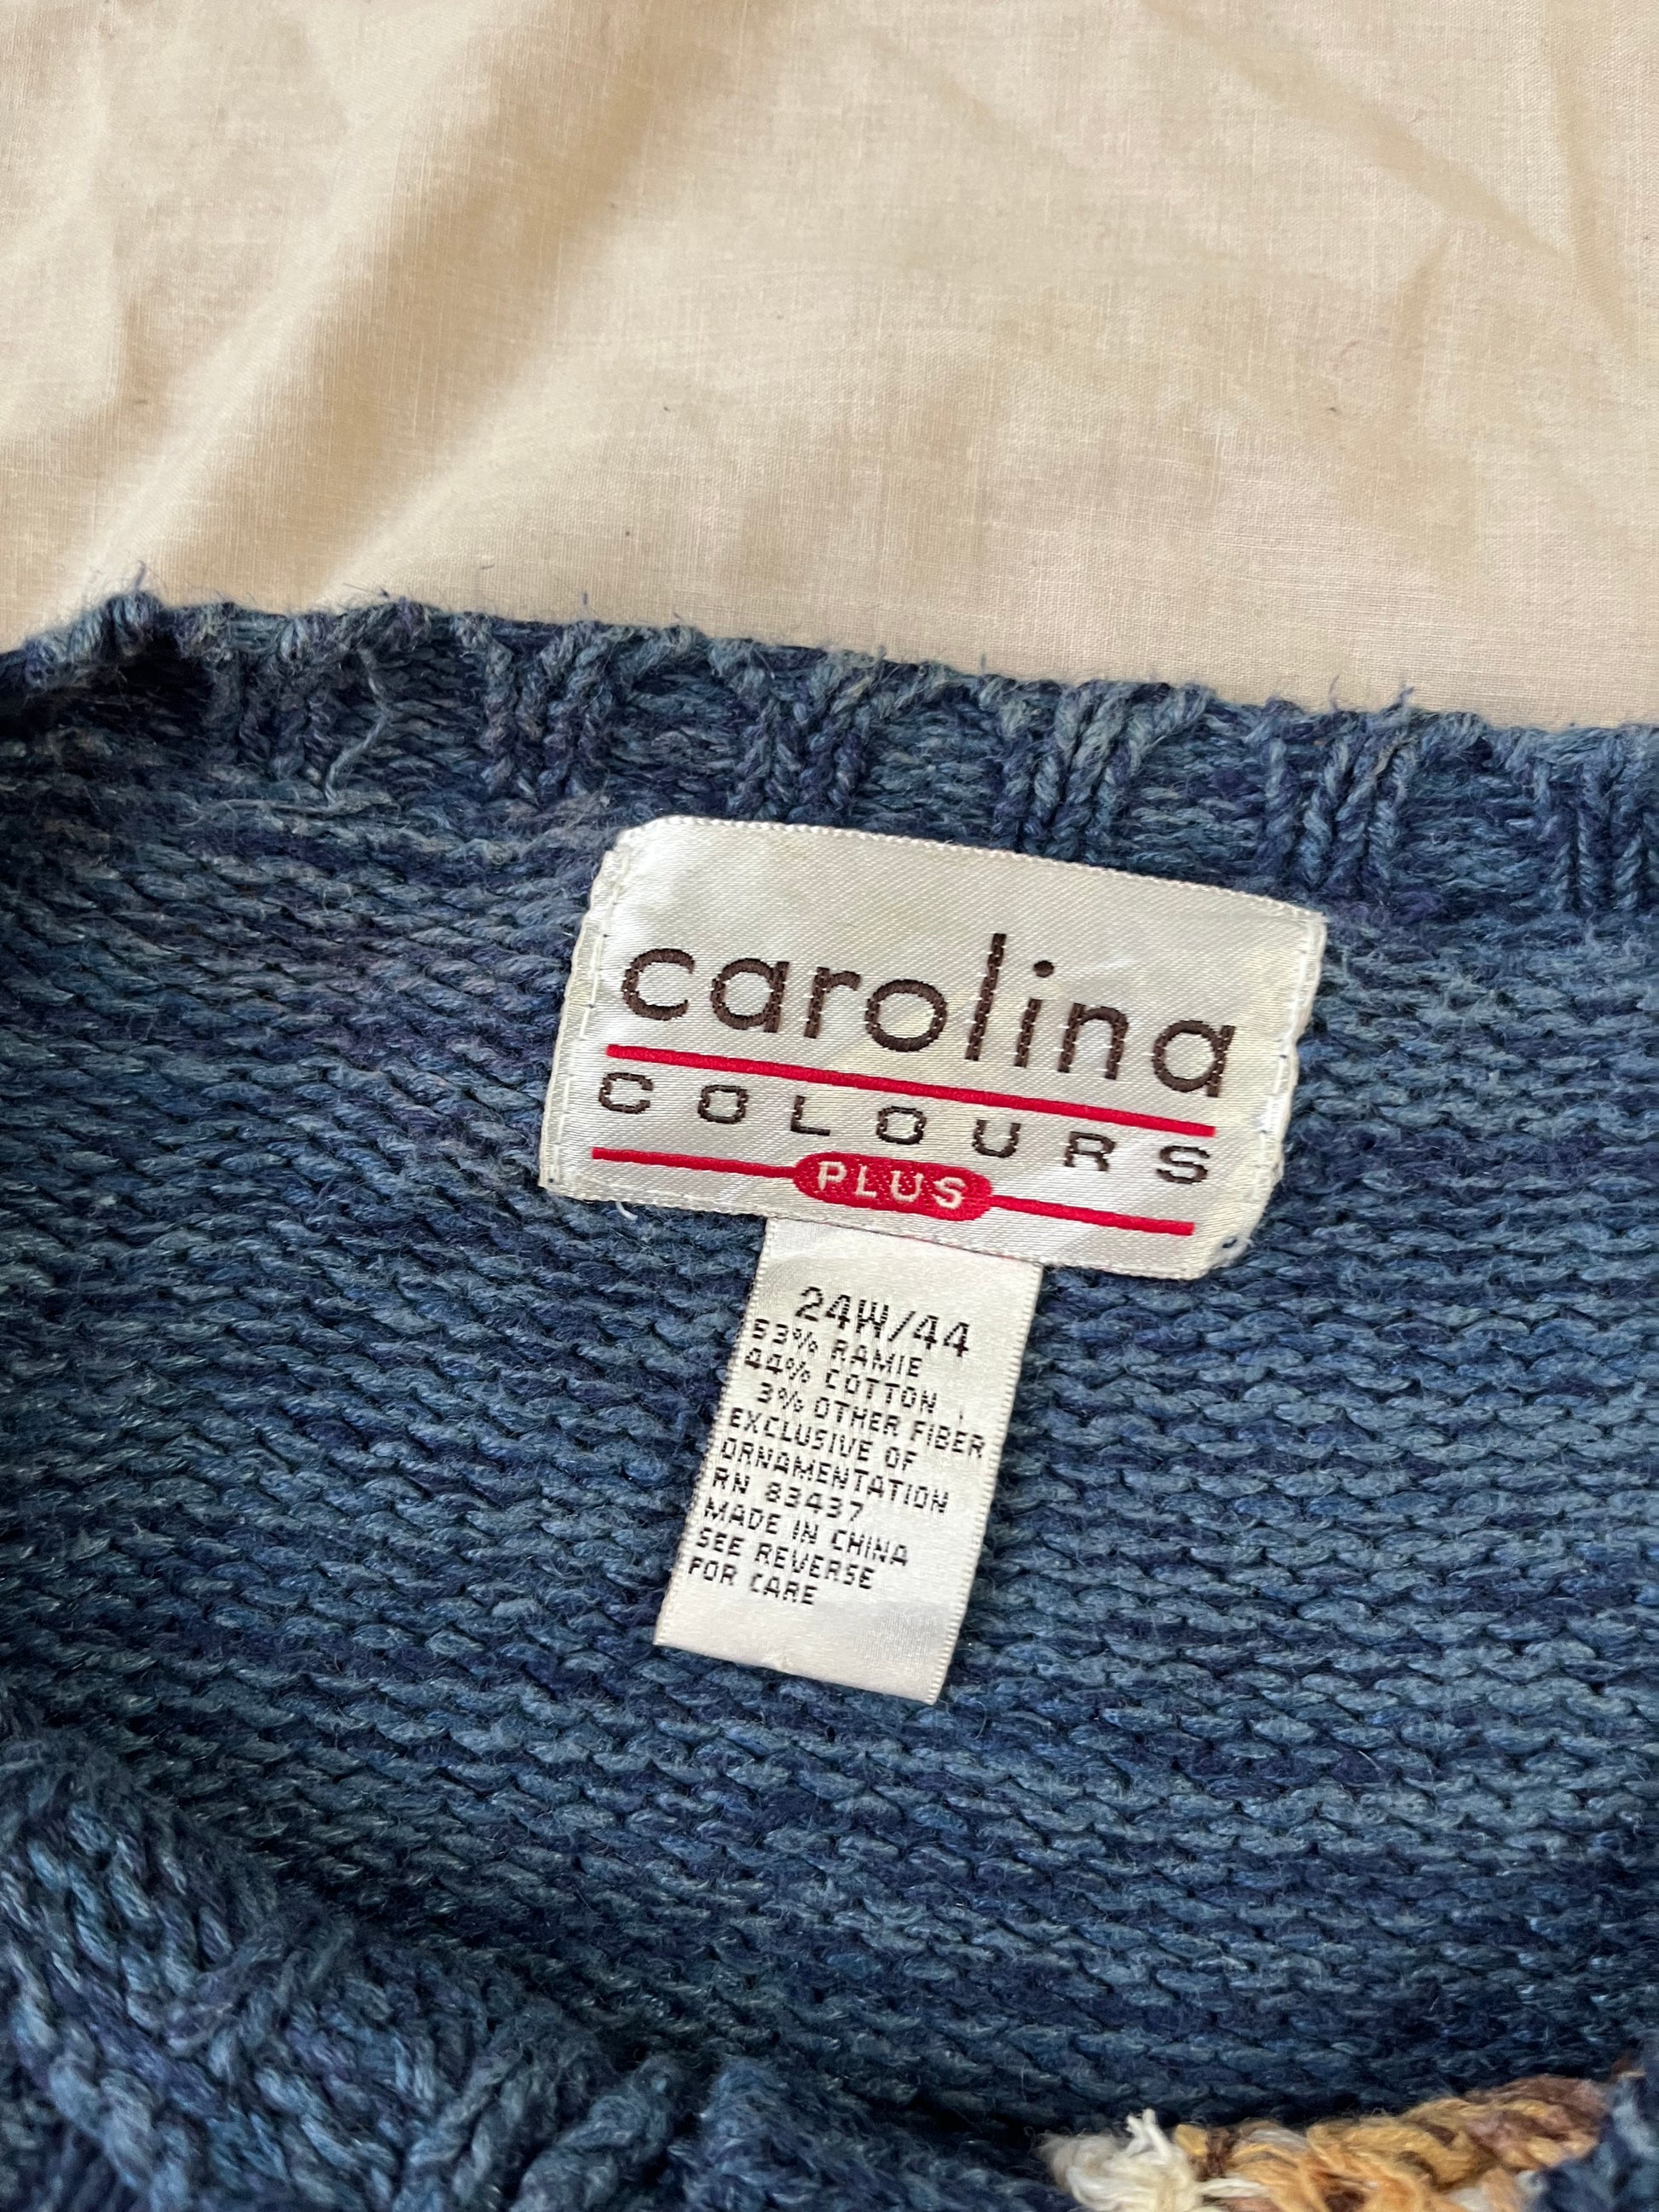 carolina
COLOURS
PLUS
24W/44
53% RAMIE
44% COTTON
3% OTHER FIBER
EXCLUSIVE OF
ORNAMENTATION
RN 83437
MADE IN CHINA
SEE REVERSE
FOR CARE